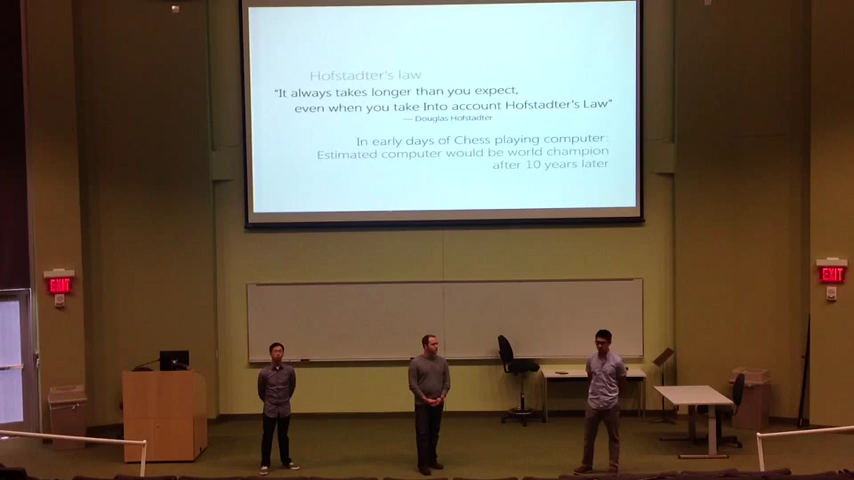 Hofstadter's law
"It always takes longer than you expect,
even when you take Into account Hofstadter's Law"
— Douglas Hofstadter
In early days of Chess playing computer:
Estimated computer would be world champion
after 10 years later
EXIT
EXIT